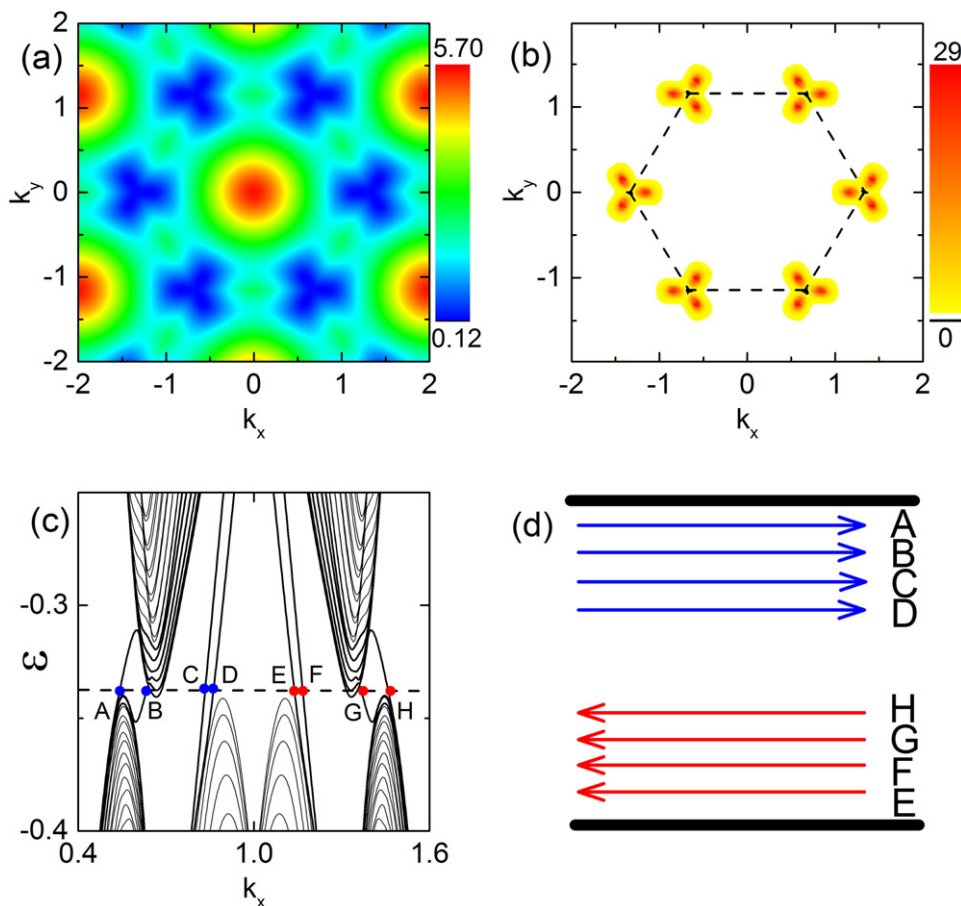 (a)
2
1
0
-1
-2
k_y
-2 -1 0 1 2
k_x
5.70
0.12
(b)
1
0
-1
k_y
-2 -1 0 1 2
k_x
29
0
(c)
-0.3
-0.4
ε
A B C D E F G H
0.4 1.0 1.6
k_x
(d)
A
B
C
D
H
G
F
E